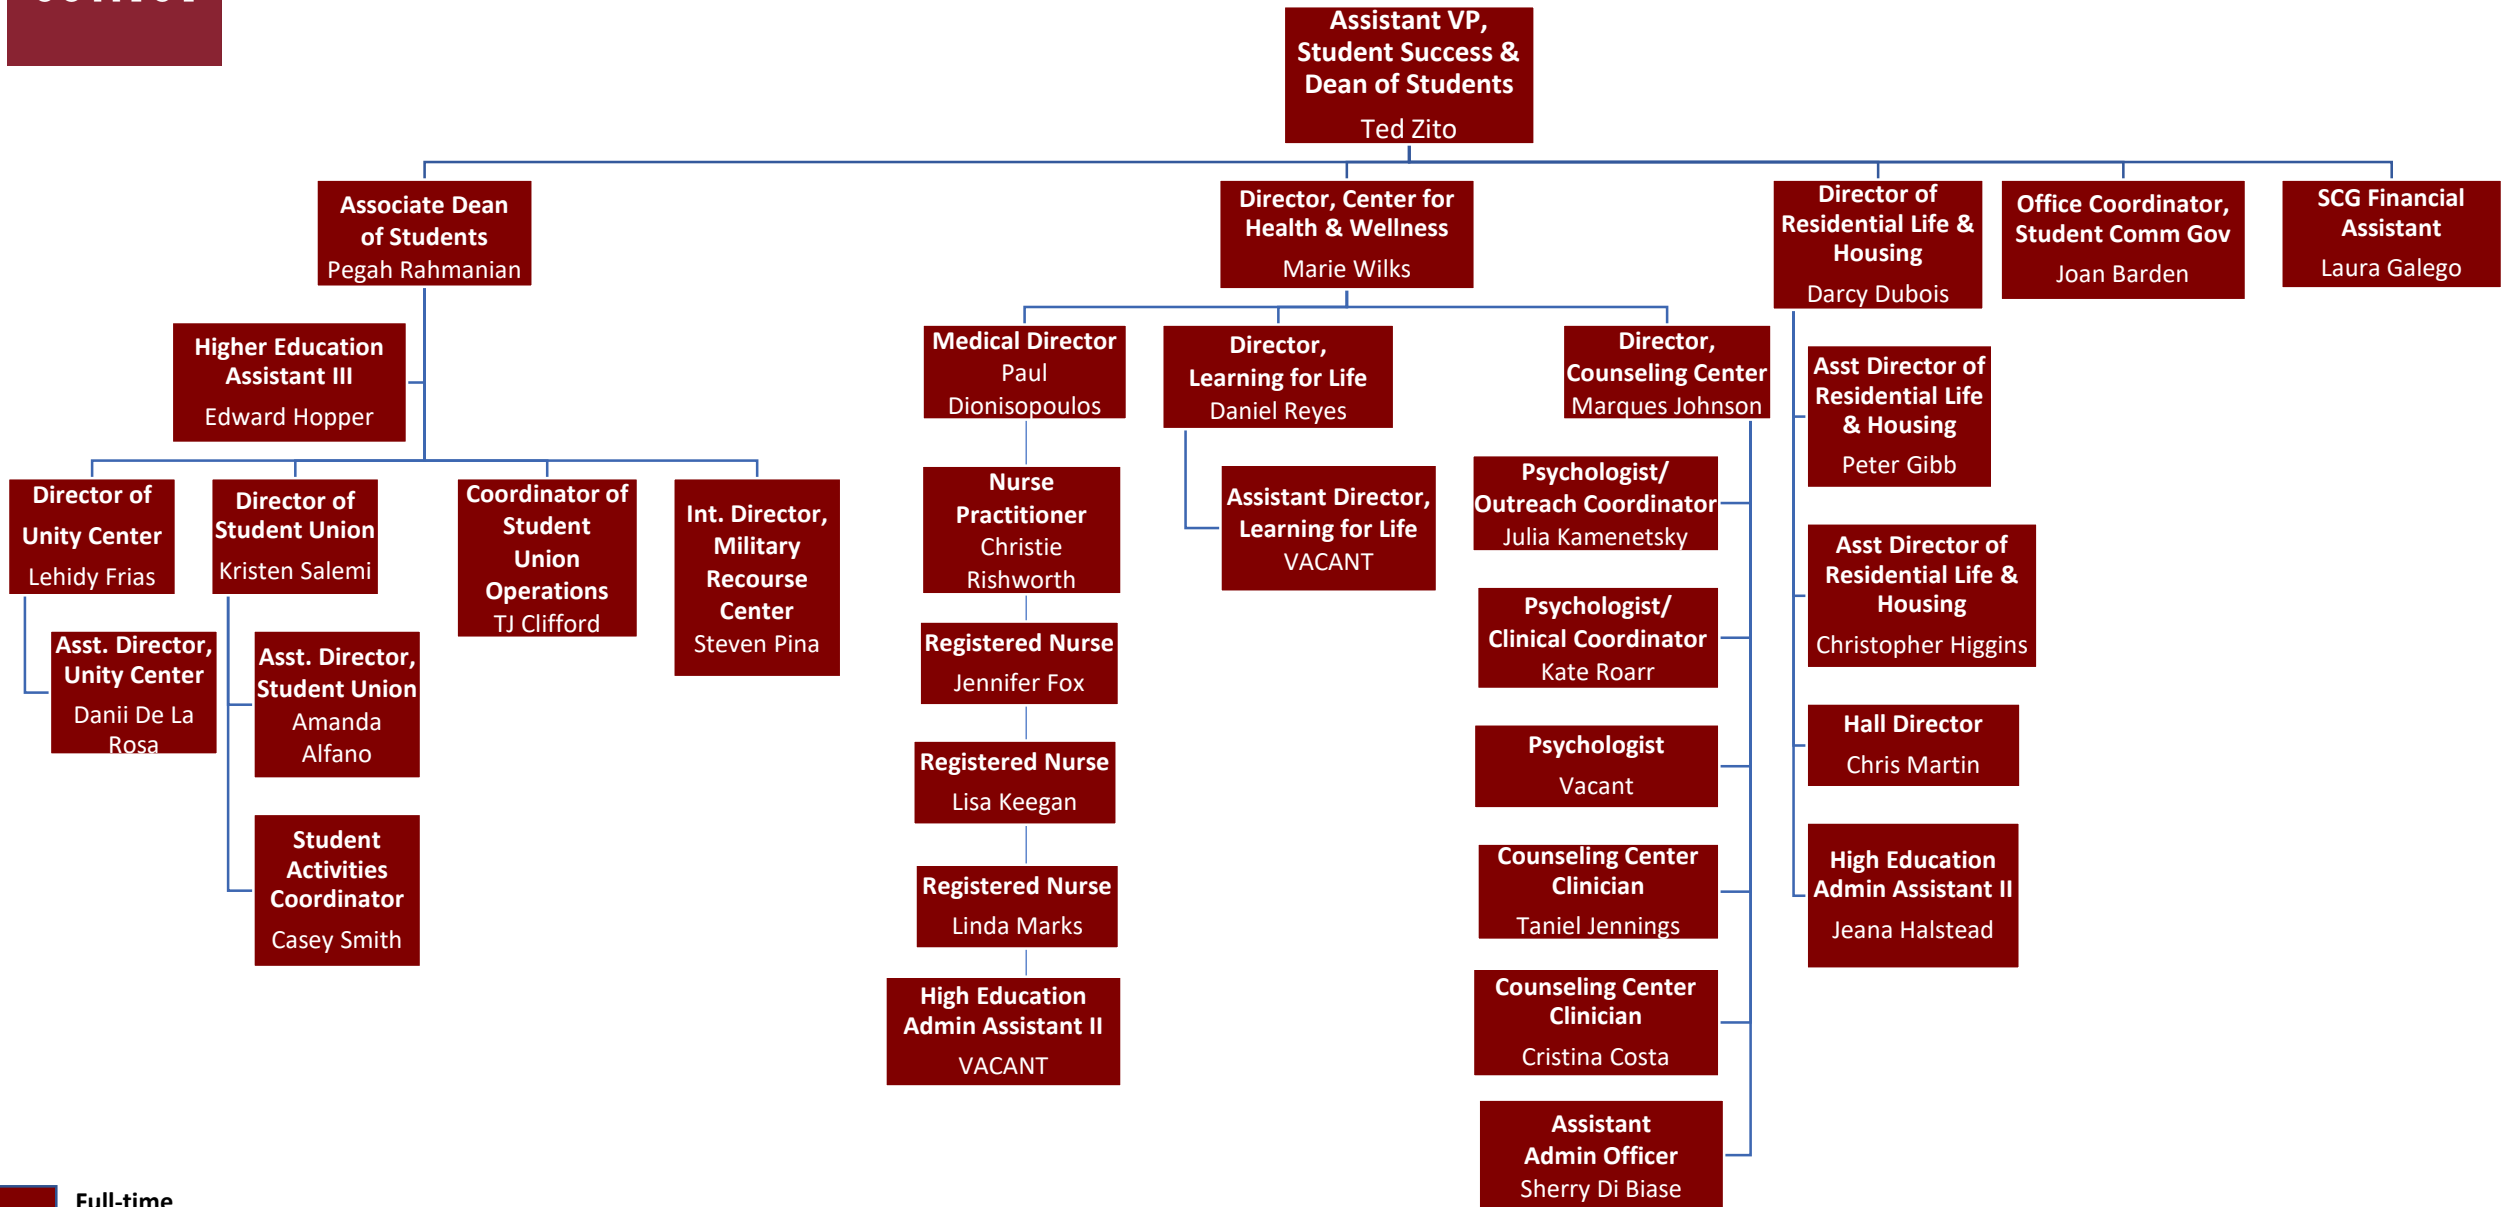 Assistant VP,
Student Success &
Dean of Students
Ted Zito
Associate Dean
of Students
Pegah Rahmanian
Director, Center for
Health & Wellness
Marie Wilks
Director of
Residential Life &
Housing
Darcy Dubois
Office Coordinator,
Student Comm Gov
Joan Barden
SCG Financial
Assistant
Laura Galego
Higher Education
Assistant III
Edward Hopper
Director of
Unity Center
Lehidy Frias
Asst. Director,
Unity Center
Danii De La
Rosa
Director of
Student Union
Kristen Salemi
Asst. Director,
Student Union
Amanda
Alfano
Student
Activities
Coordinator
Casey Smith
Coordinator of
Student
Union
Operations
TJ Clifford
Int. Director,
Military
Recourse
Center
Steven Pina
Medical Director
Paul
Dionisopoulos
Nurse
Practitioner
Christie
Rishworth
Registered Nurse
Jennifer Fox
Registered Nurse
Lisa Keegan
Registered Nurse
Linda Marks
High Education
Admin Assistant II
VACANT
Director,
Learning for Life
Daniel Reyes
Assistant Director,
Learning for Life
VACANT
Director,
Counseling Center
Marques Johnson
Psychologist/
Outreach Coordinator
Julia Kamenetsky
Psychologist/
Clinical Coordinator
Kate Roarr
Psychologist
Vacant
Counseling Center
Clinician
Taniel Jennings
Counseling Center
Clinician
Cristina Costa
Assistant
Admin Officer
Sherry Di Biase
Asst Director of
Residential Life
& Housing
Peter Gibb
Asst Director of
Residential Life &
Housing
Christopher Higgins
Hall Director
Chris Martin
High Education
Admin Assistant II
Jeana Halstead
Full-time